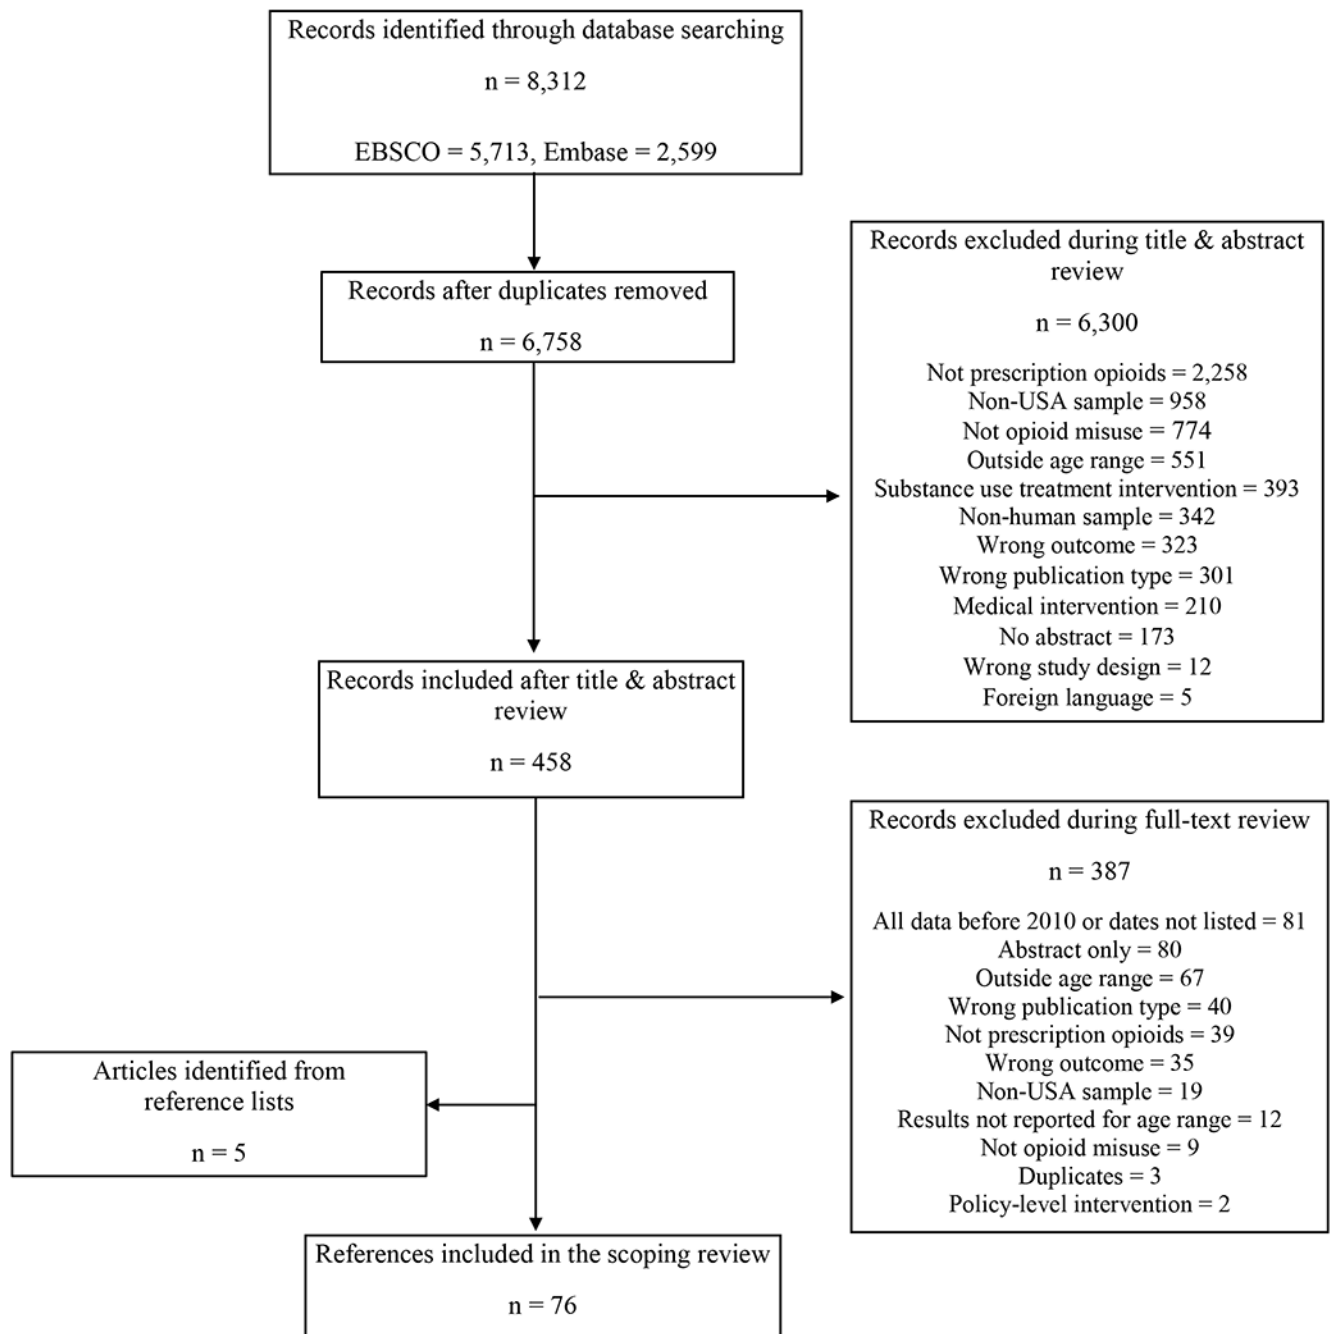 Records identified through database searching
n = 8,312
EBSCO = 5,713, Embase = 2,599
Records after duplicates removed
n = 6,758
Records excluded during title & abstract
review
n = 6,300
Not prescription opioids = 2,258
Non-USA sample = 958
Not opioid misuse = 774
Outside age range = 551
Substance use treatment intervention = 393
Non-human sample = 342
Wrong outcome = 323
Wrong publication type = 301
Medical intervention = 210
No abstract = 173
Wrong study design = 12
Foreign language = 5
Records included after title & abstract
review
n = 458
Records excluded during full-text review
n = 387
All data before 2010 or dates not listed = 81
Abstract only = 80
Outside age range = 67
Wrong publication type = 40
Not prescription opioids = 39
Wrong outcome = 35
Non-USA sample = 19
Results not reported for age range = 12
Not opioid misuse = 9
Duplicates = 3
Policy-level intervention = 2
Articles identified from
reference lists
n = 5
References included in the scoping review
n = 76